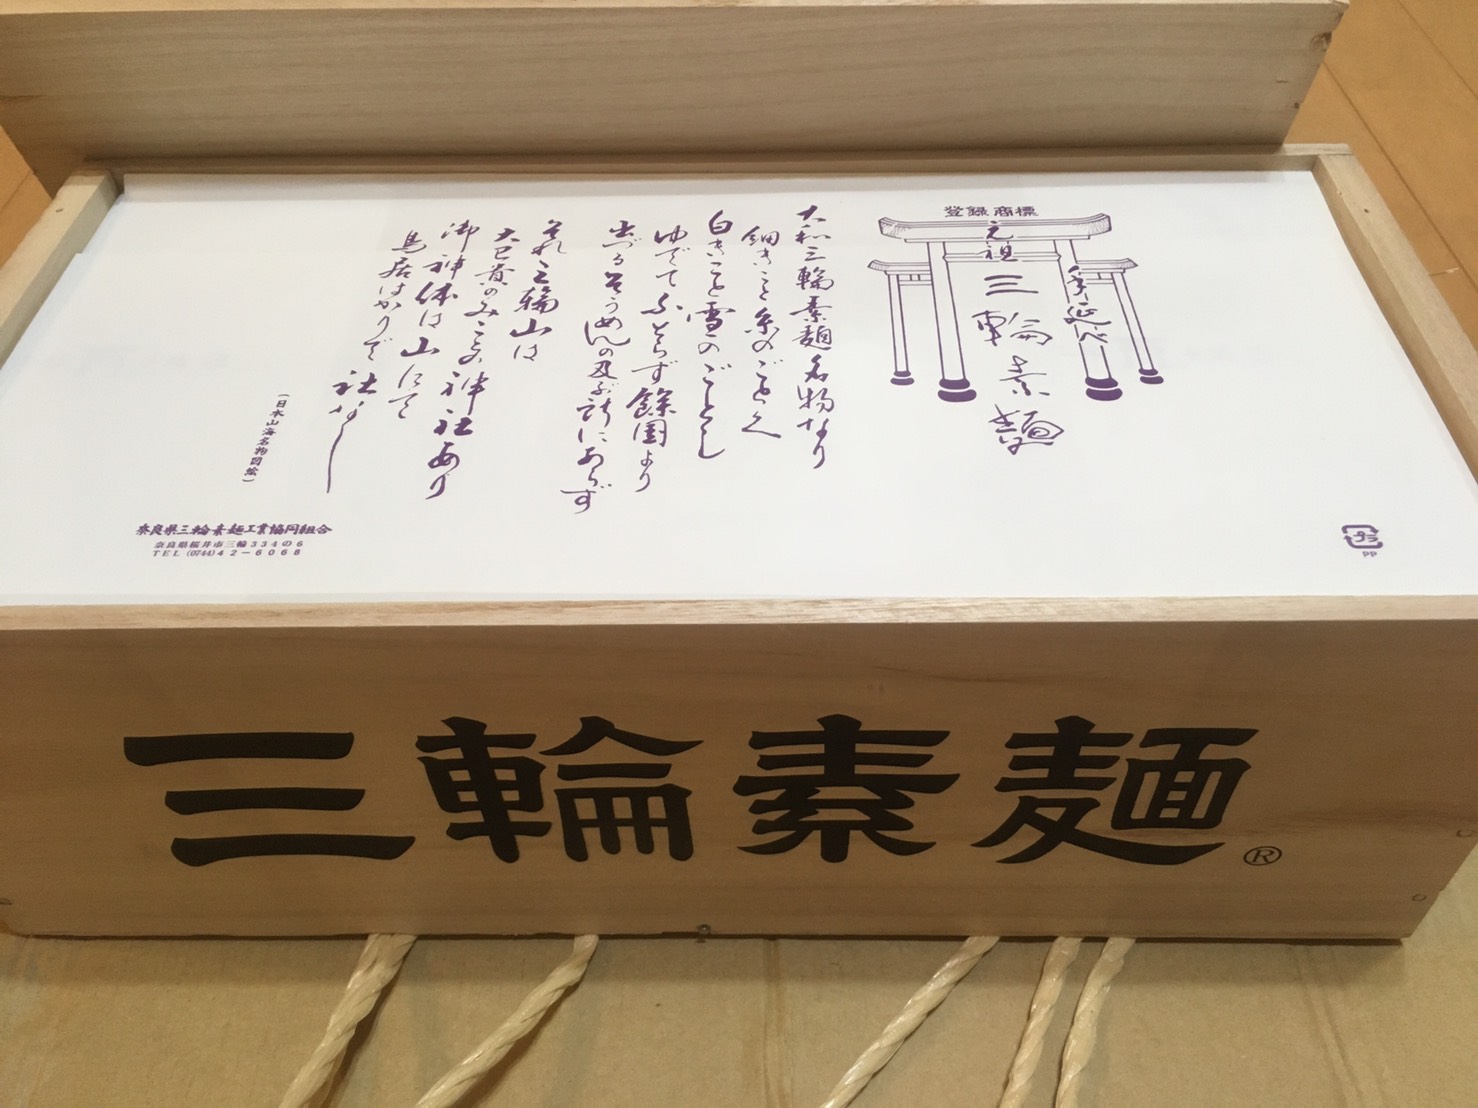 登録商標
元祖
手延べ
三輪素麺
大和三輪素麺名物なり
細きこと糸のごとく
白きこと雪のごとし
ゆでてふとらず餘国より
出づるそうめんの及ぶ所にあらず
それ三輪山は
大己貴のみことの神社あり
御神体は山にて
鳥居ばかりで社なし
(日本山海名物図絵)
奈良県三輪素麺工業協同組合
奈良県桜井市三輪334の6
TEL (0744)42-6068
プラ
PP
三輪素麺®